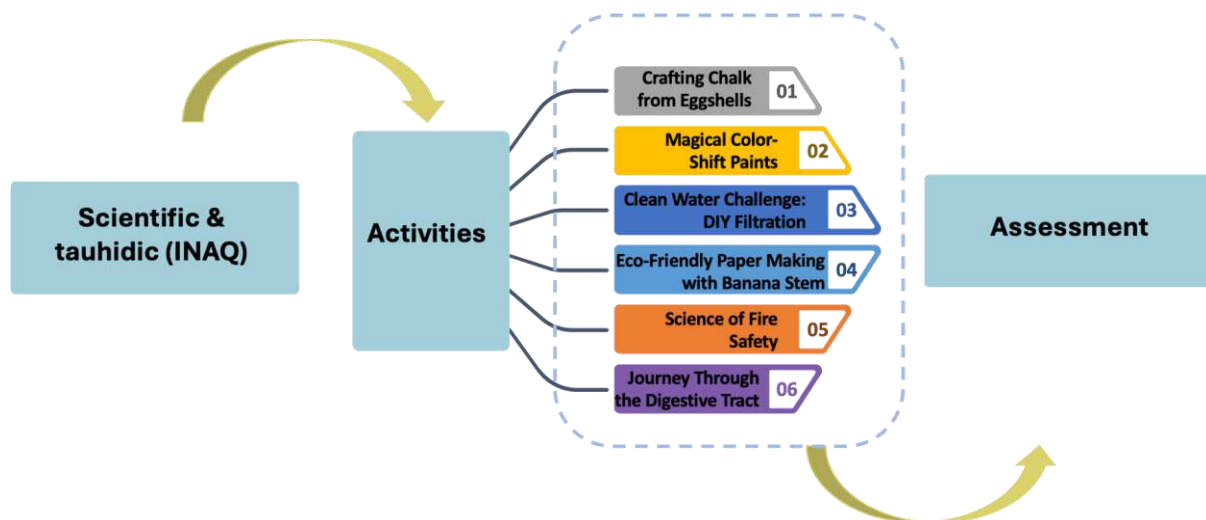 Scientific &
tauhidic (INAQ)
Activities
Crafting Chalk
from Eggshells
01
Magical Color-
Shift Paints
02
Clean Water Challenge:
DIY Filtration
03
Eco-Friendly Paper Making
with Banana Stem
04
Science of Fire
Safety
05
Journey Through
the Digestive Tract
06
Assessment